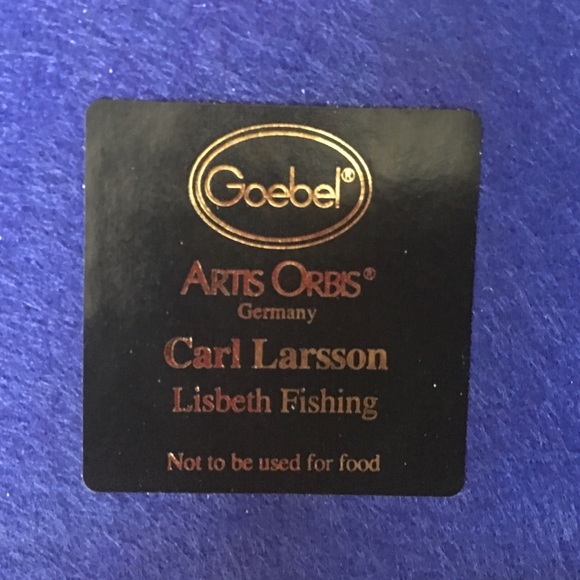 Goebel®
ARTIS ORBIS®
Germany
Carl Larsson
Lisbeth Fishing
Not to be used for food